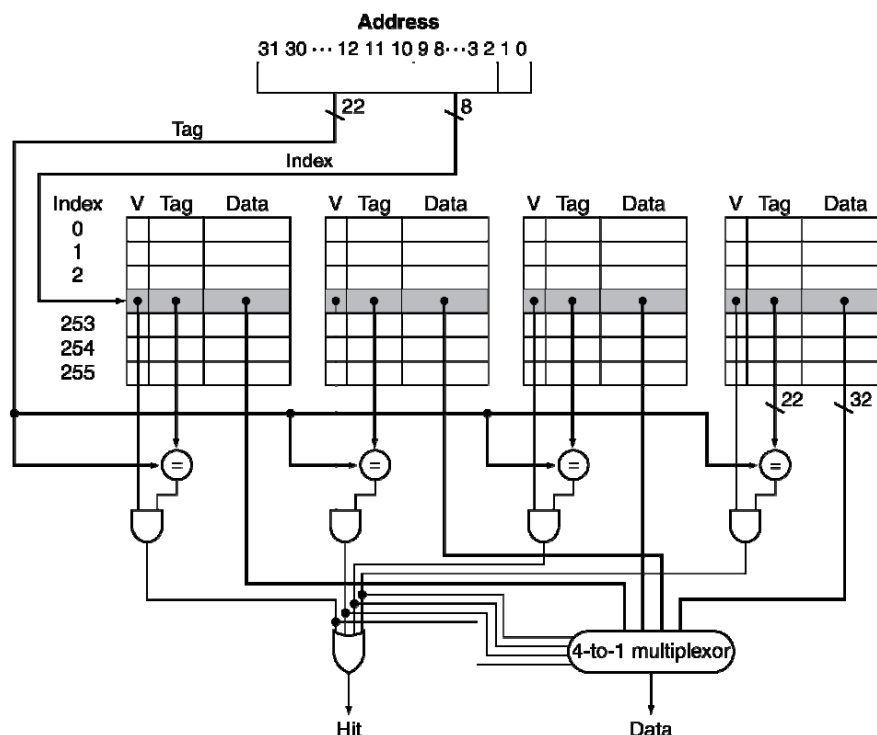 Address
31 30 ··· 12 11 10 9 8···3 2 1 0
22
8
Tag
Index
Index
V Tag Data
V Tag Data
V Tag Data
V Tag Data
0
1
2
253
254
255
22
32
=
=
=
=
4-to-1 multiplexor
Hit
Data